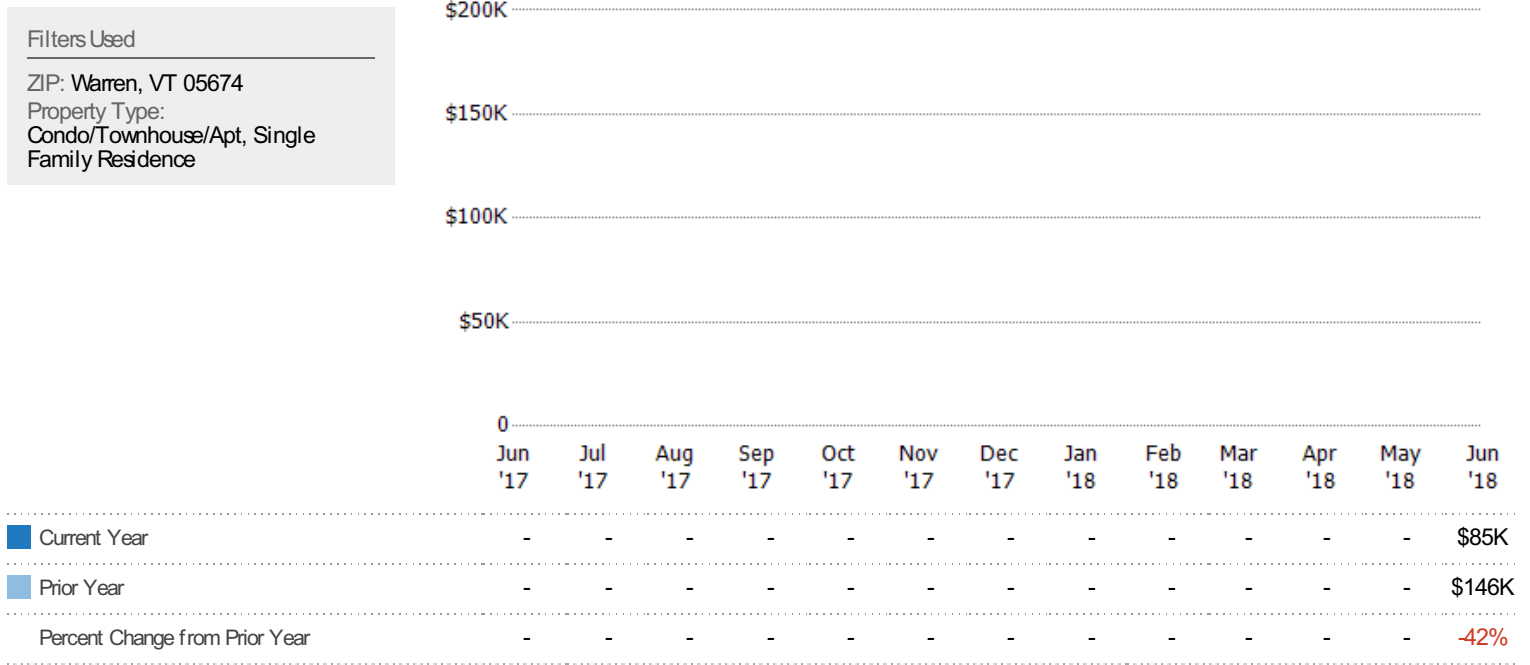 Filters Used
ZIP: Warren, VT 05674
Property Type:
Condo/Townhouse/Apt, Single
Family Residence
$200K
$150K
$100K
$50K
0
Jun Jul Aug Sep Oct Nov Dec Jan Feb Mar Apr May Jun
'17 '17 '17 '17 '17 '17 '17 '18 '18 '18 '18 '18 '18
Current Year - - - - - - - - - - - - $85K
Prior Year - - - - - - - - - - - - $146K
Percent Change from Prior Year - - - - - - - - - - - - -42%